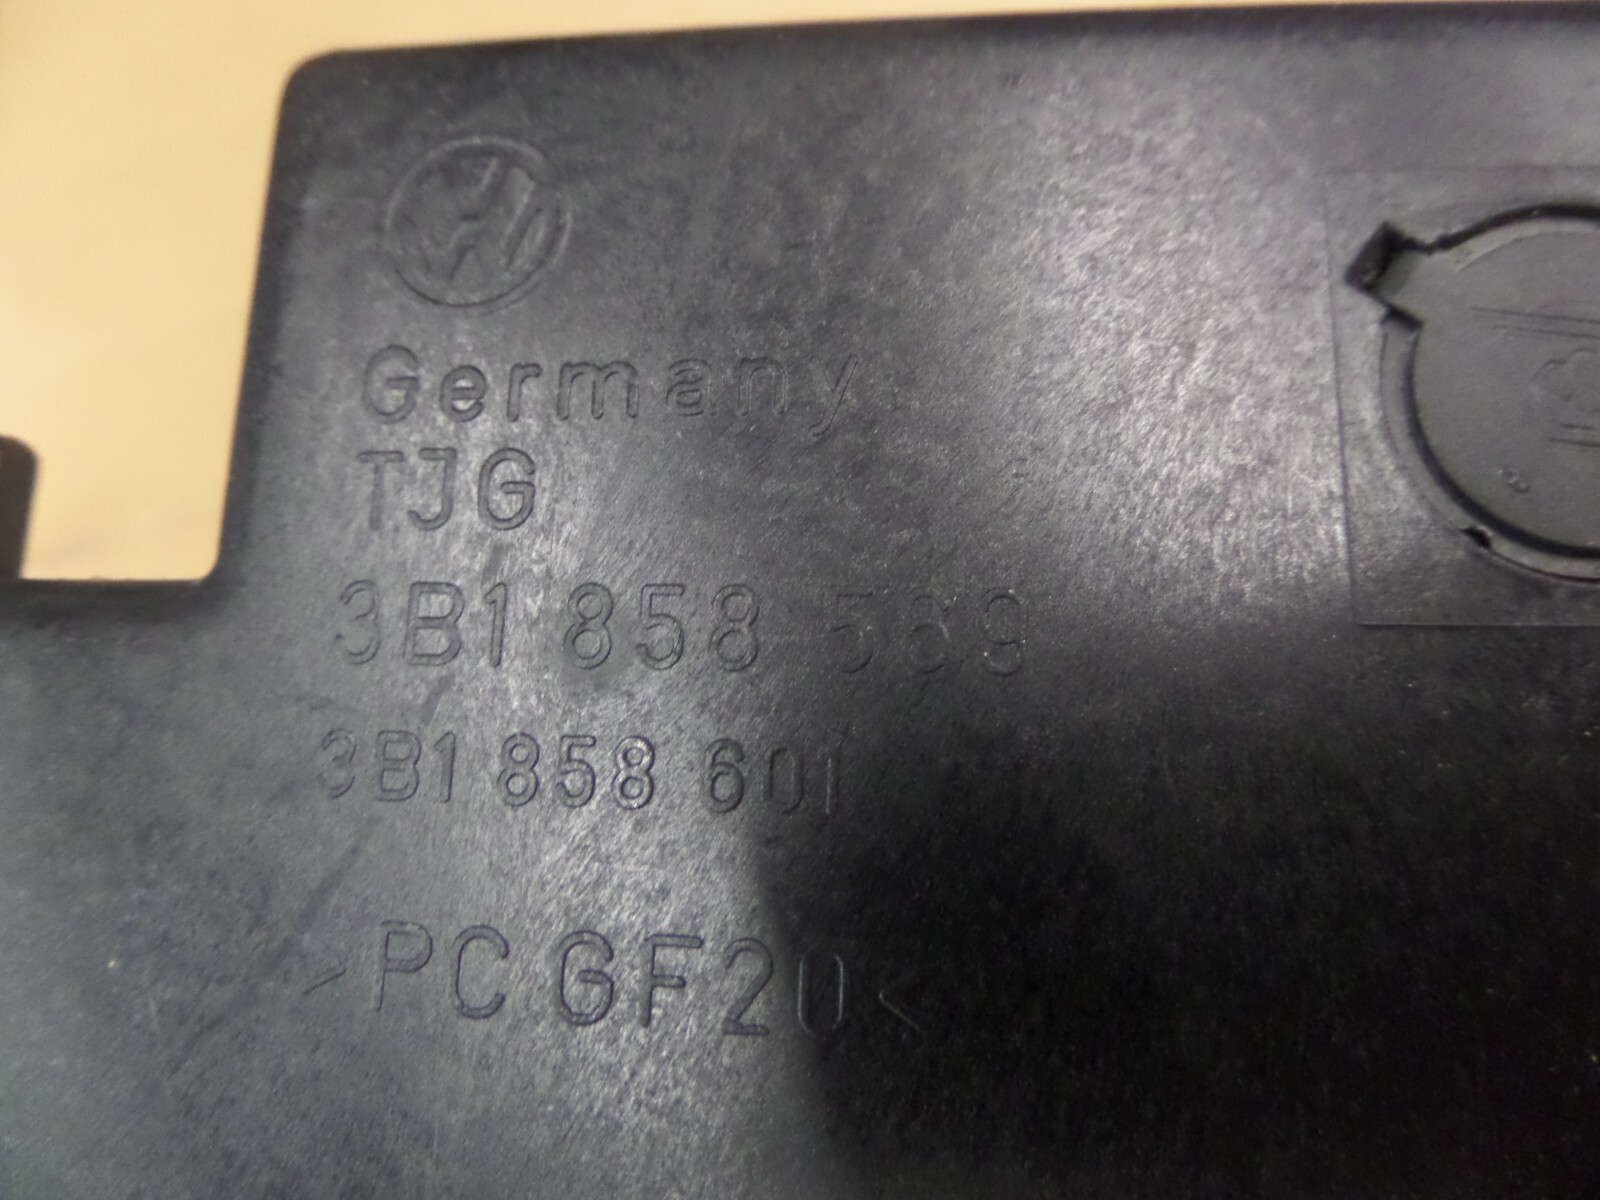 Germany
TJG
3B1 858 569
3B1 858 601
>PC GF20<